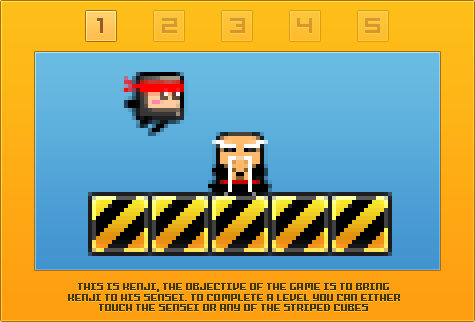 1 2 3 4 5
THIS IS KENJI, THE OBJECTIVE OF THE GAME IS TO BRING
KENJI TO HIS SENSEI. TO COMPLETE A LEVEL YOU CAN EITHER
TOUCH THE SENSEI OR ANY OF THE STRIPED CUBES